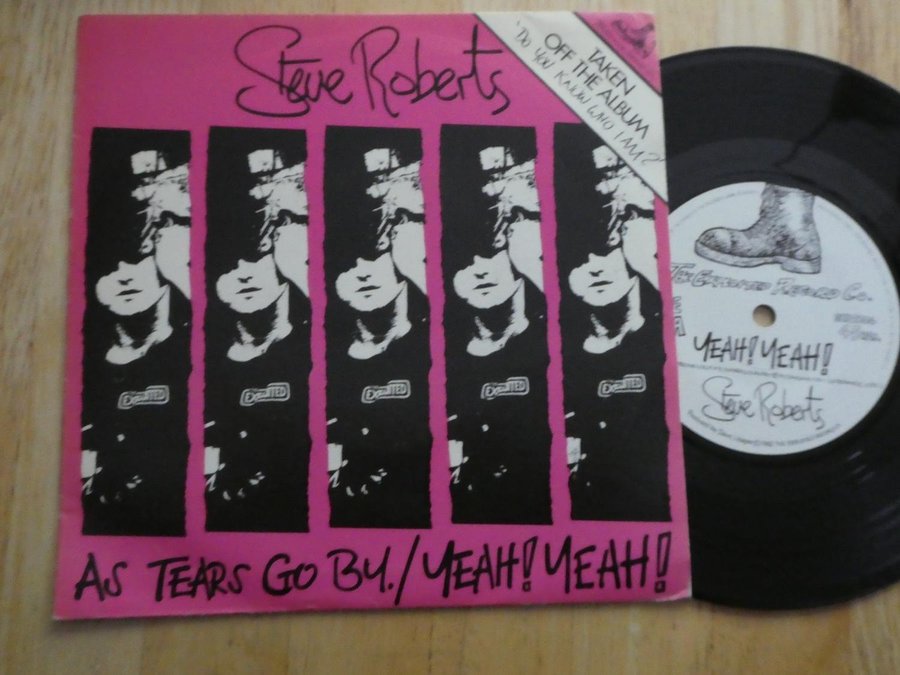 Steve Roberts
TAKEN
OFF THE ALBUM
'DO YOU KNOW WHO I AM?'
EXPLOITED
EXPLOITED
EXPLOITED
EXPLOITED
EXPLOITED
AS TEARS GO BY./YEAH! YEAH!
THE EXPLOITED RECORD CO.
YEAH! YEAH!
Steve Roberts